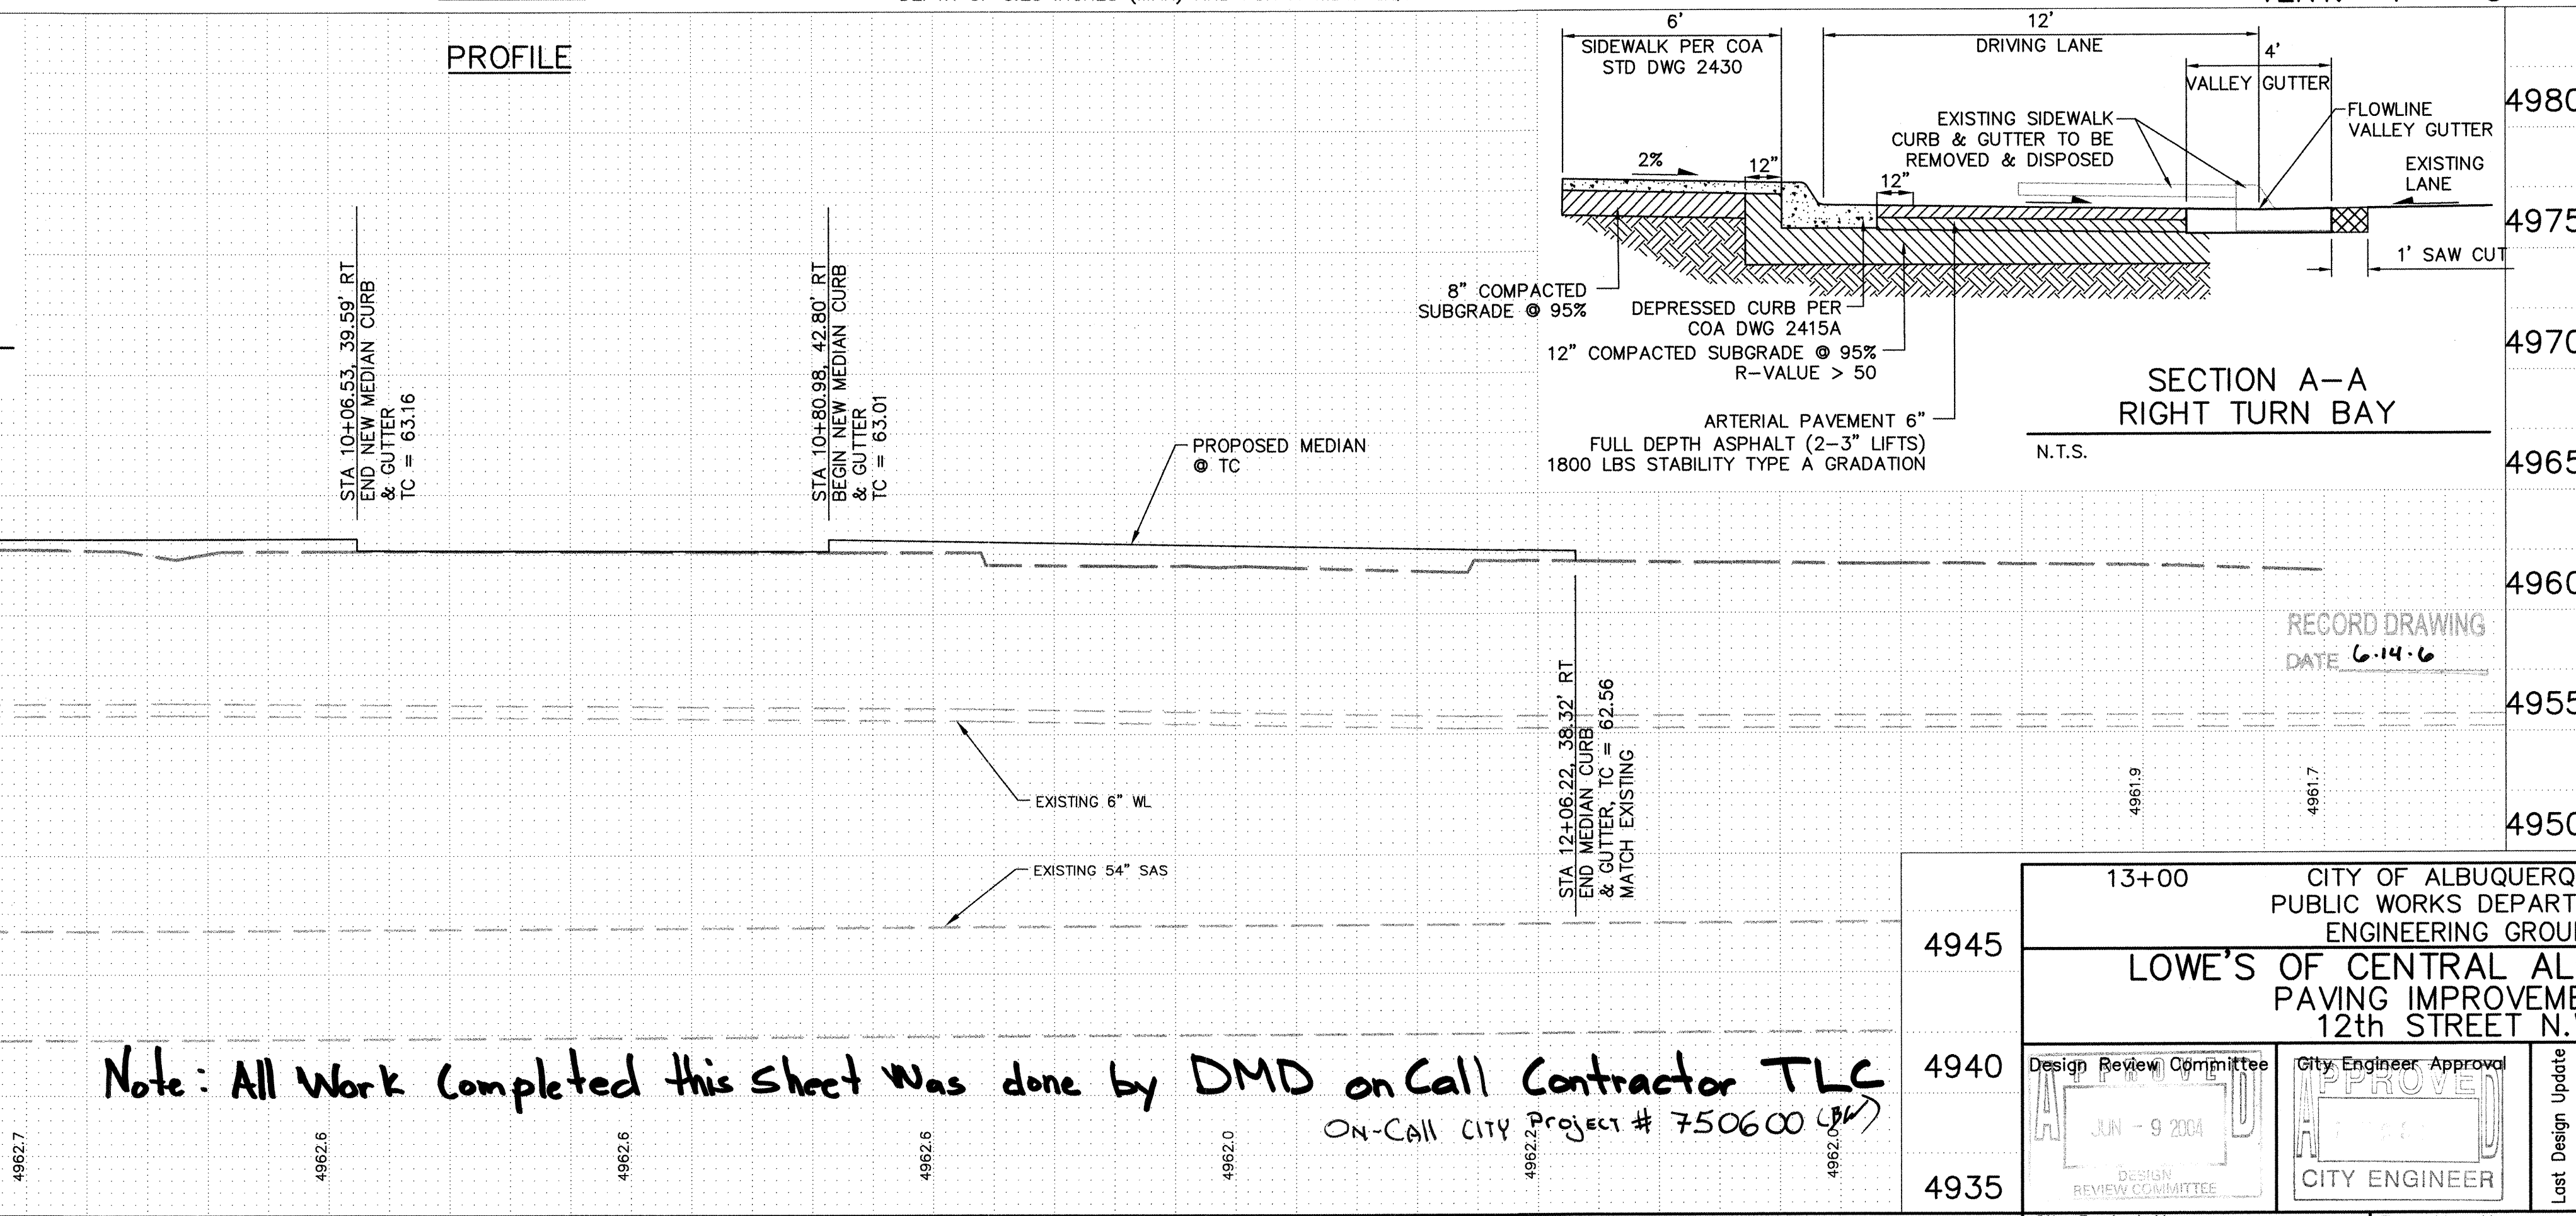 PROFILE
6'
SIDEWALK PER COA
STD DWG 2430
12'
DRIVING LANE
4'
VALLEY GUTTER
FLOWLINE
VALLEY GUTTER
EXISTING SIDEWALK
CURB & GUTTER TO BE
REMOVED & DISPOSED
EXISTING
LANE
2%
12"
12"
1' SAW CUT
8" COMPACTED
SUBGRADE @ 95%
DEPRESSED CURB PER
COA DWG 2415A
12" COMPACTED SUBGRADE @ 95%
R-VALUE > 50
ARTERIAL PAVEMENT 6"
FULL DEPTH ASPHALT (2-3" LIFTS)
1800 LBS STABILITY TYPE A GRADATION
SECTION A-A
RIGHT TURN BAY
N.T.S.
4980
4975
4970
4965
4960
4955
4950
STA 10+06.53, 39.59' RT
END NEW MEDIAN CURB
& GUTTER
TC = 63.16
STA 10+80.98, 42.80' RT
BEGIN NEW MEDIAN CURB
& GUTTER
TC = 63.01
PROPOSED MEDIAN
@ TC
RECORD DRAWING
DATE 6.14.6
STA 12+06.22, 38.32' RT
END MEDIAN CURB
& GUTTER, TC = 62.56
MATCH EXISTING
EXISTING 6" WL
EXISTING 54" SAS
4961.9
4961.7
4945
4940
4935
13+00
CITY OF ALBUQUERQ
PUBLIC WORKS DEPART
ENGINEERING GROU
LOWE'S OF CENTRAL AL
PAVING IMPROVEME
12th STREET N.
Note: All Work Completed this sheet Was done by DMD on Call Contractor TLC
ON-CALL CITY PROJECT # 750600 (BW)
4962.7
4962.6
4962.6
4962.6
4962.0
4962.2
4962.0
Design Review Committee
APPROVED
JUN - 9 2004
DESIGN
REVIEW COMMITTEE
City Engineer Approval
APPROVED
CITY ENGINEER
Last Design Update